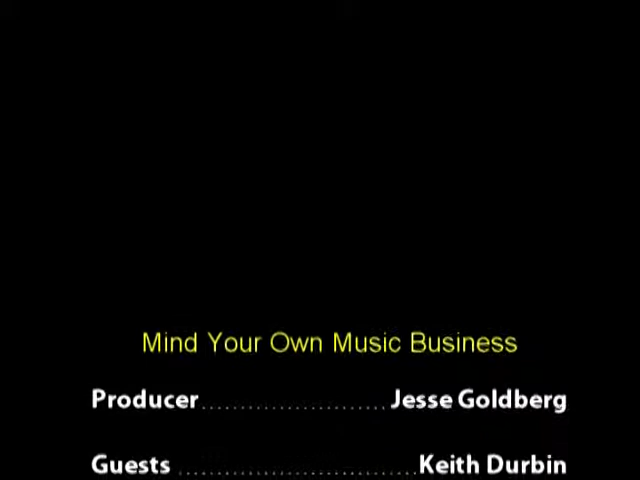 Mind Your Own Music Business
Producer........................Jesse Goldberg
Guests ..............................Keith Durbin